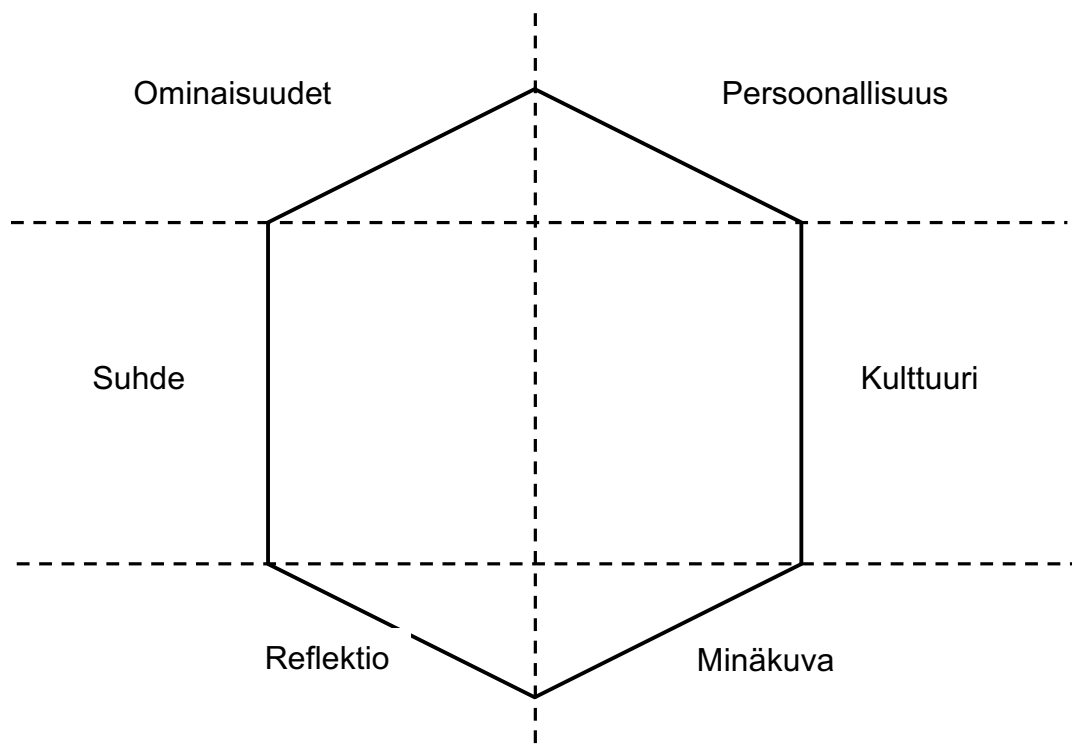 Ominaisuudet
Persoonallisuus
Suhde
Kulttuuri
Reflektio
Minäkuva